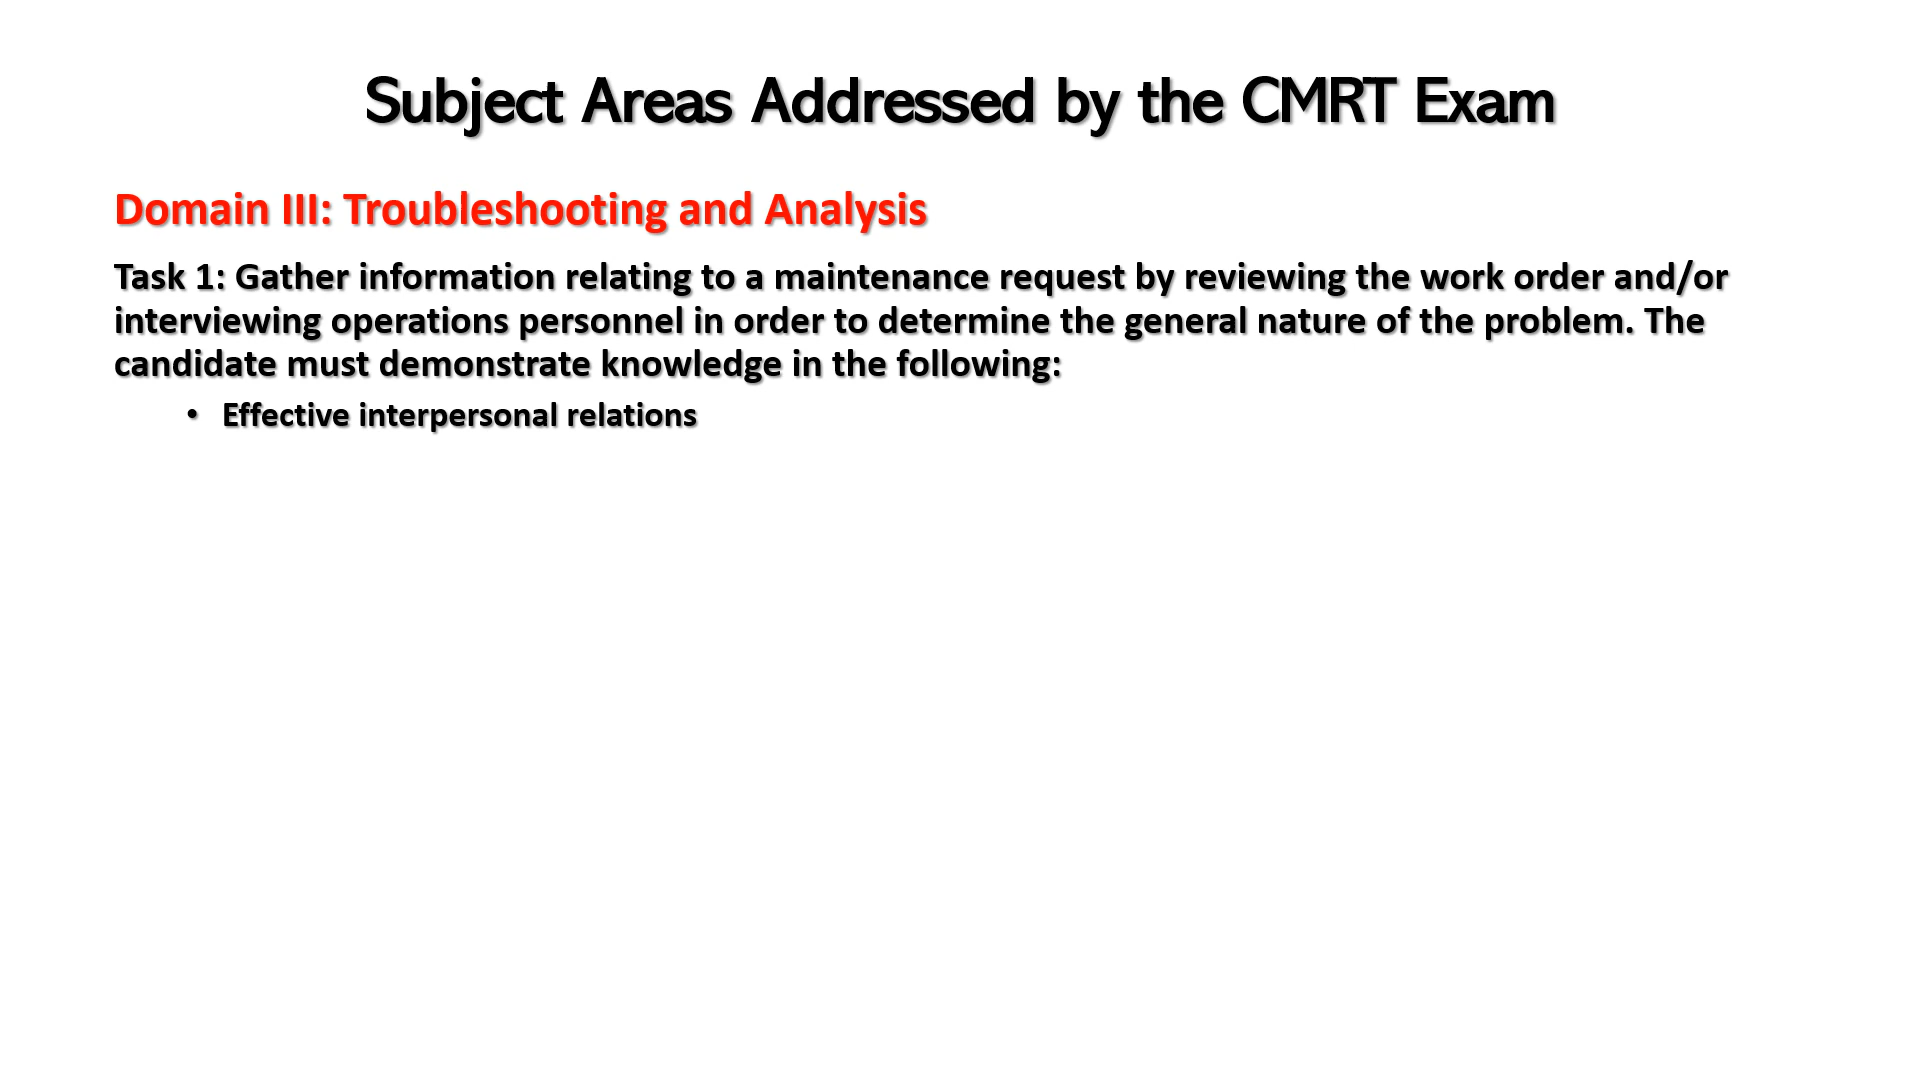 Subject Areas Addressed by the CMRT Exam
Domain III: Troubleshooting and Analysis
Task 1: Gather information relating to a maintenance request by reviewing the work order and/or
interviewing operations personnel in order to determine the general nature of the problem. The
candidate must demonstrate knowledge in the following:
• Effective interpersonal relations